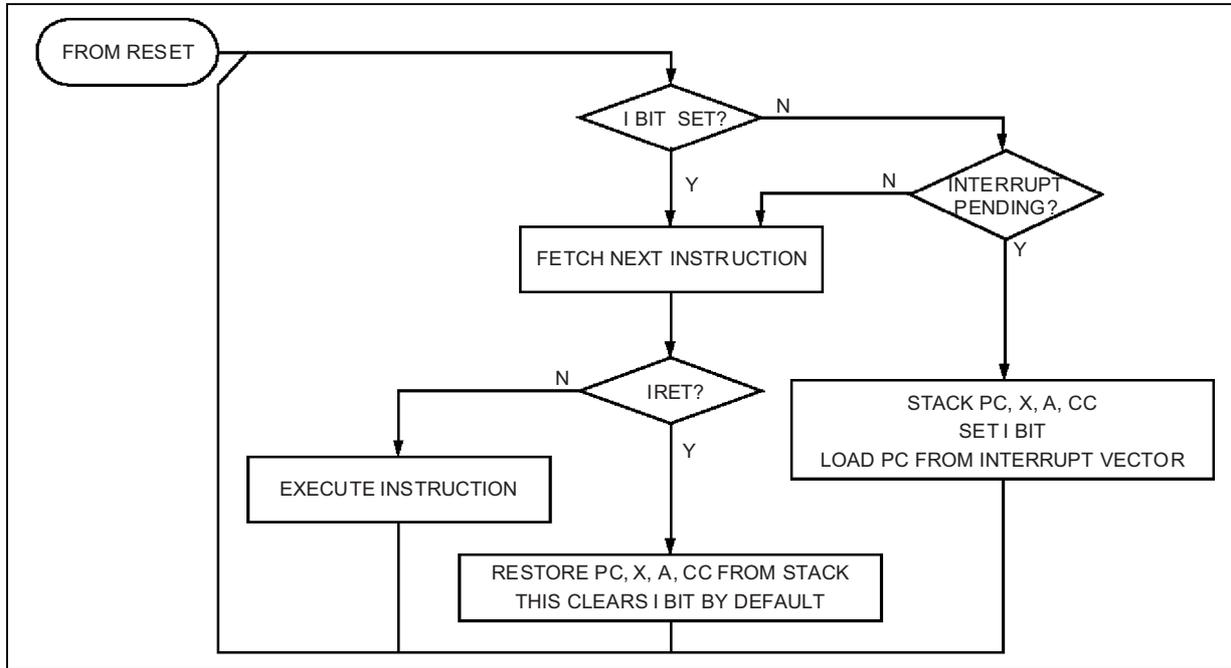 FROM RESET
I BIT SET?
N
Y
N
INTERRUPT
PENDING?
Y
FETCH NEXT INSTRUCTION
N
IRET?
Y
STACK PC, X, A, CC
SET I BIT
LOAD PC FROM INTERRUPT VECTOR
EXECUTE INSTRUCTION
RESTORE PC, X, A, CC FROM STACK
THIS CLEARS I BIT BY DEFAULT